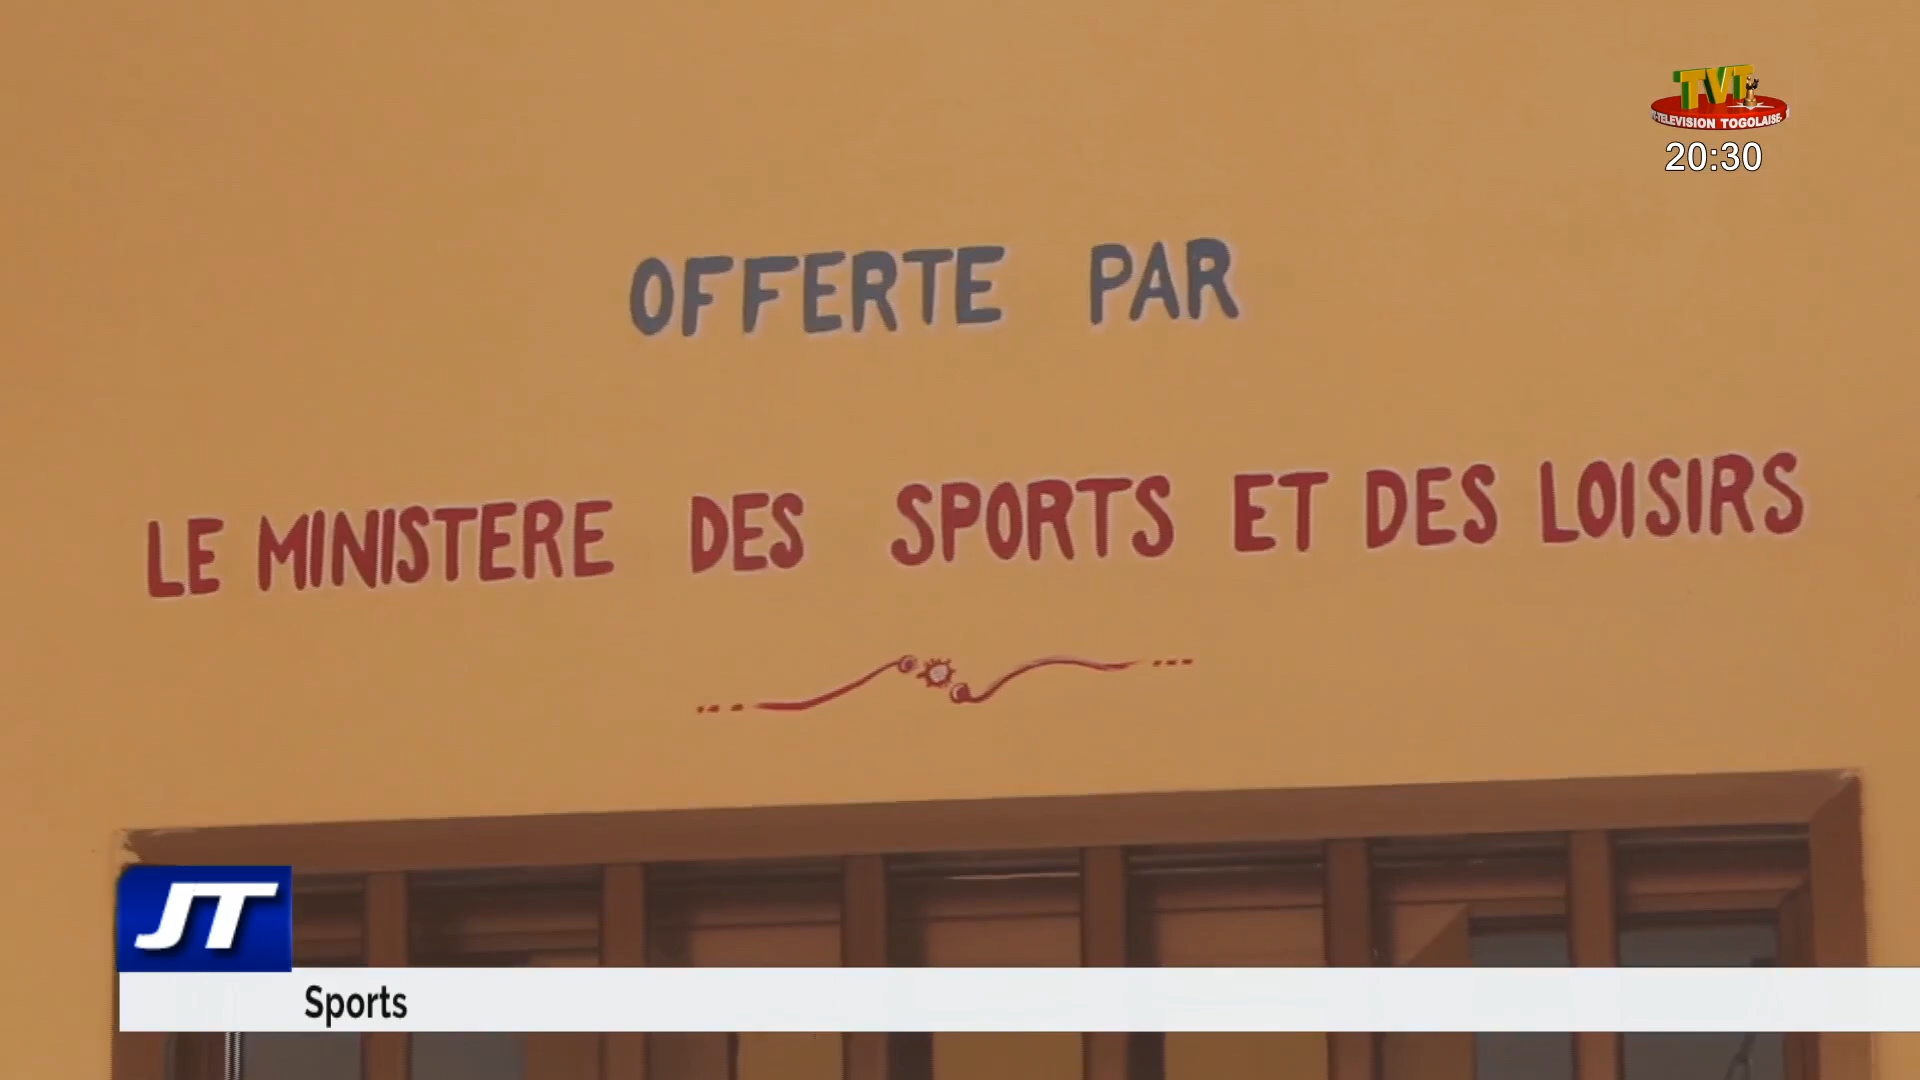 TVT
TELEVISION TOGOLAISE
20:30
OFFERTE PAR
LE MINISTERE DES SPORTS ET DES LOISIRS
JT
Sports